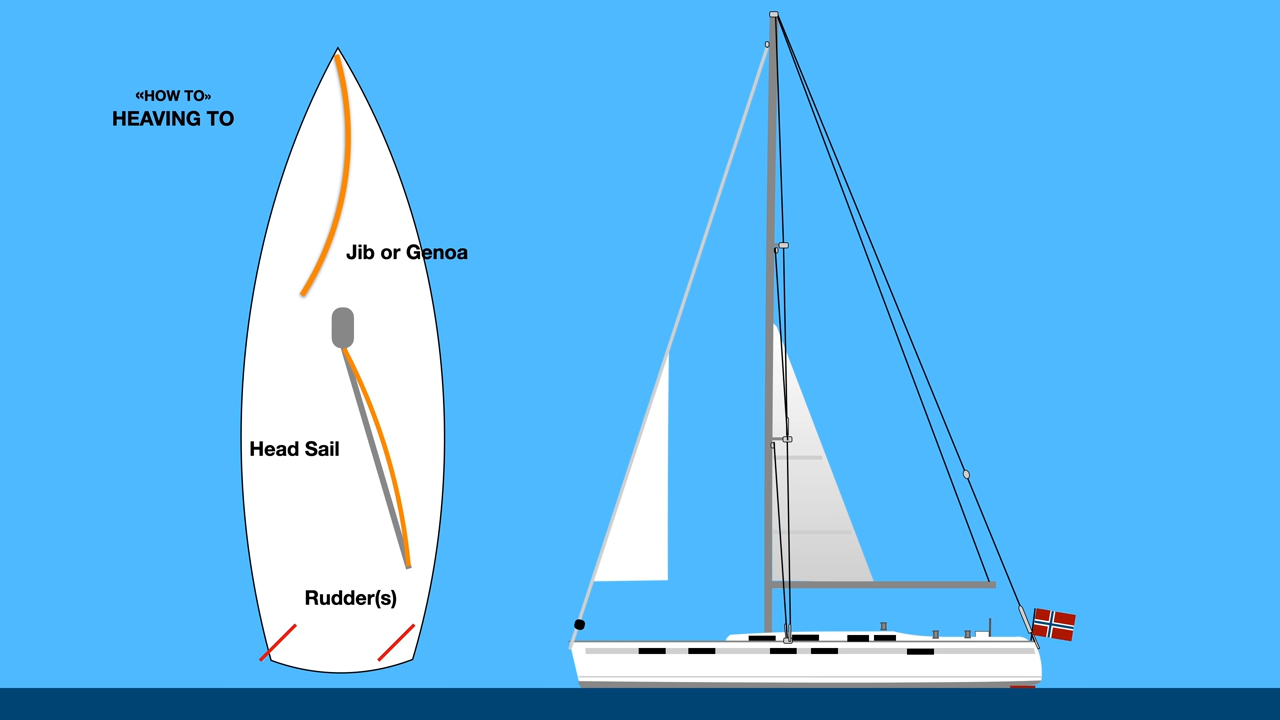 «HOW TO»
HEAVING TO
Jib or Genoa
Head Sail
Rudder(s)